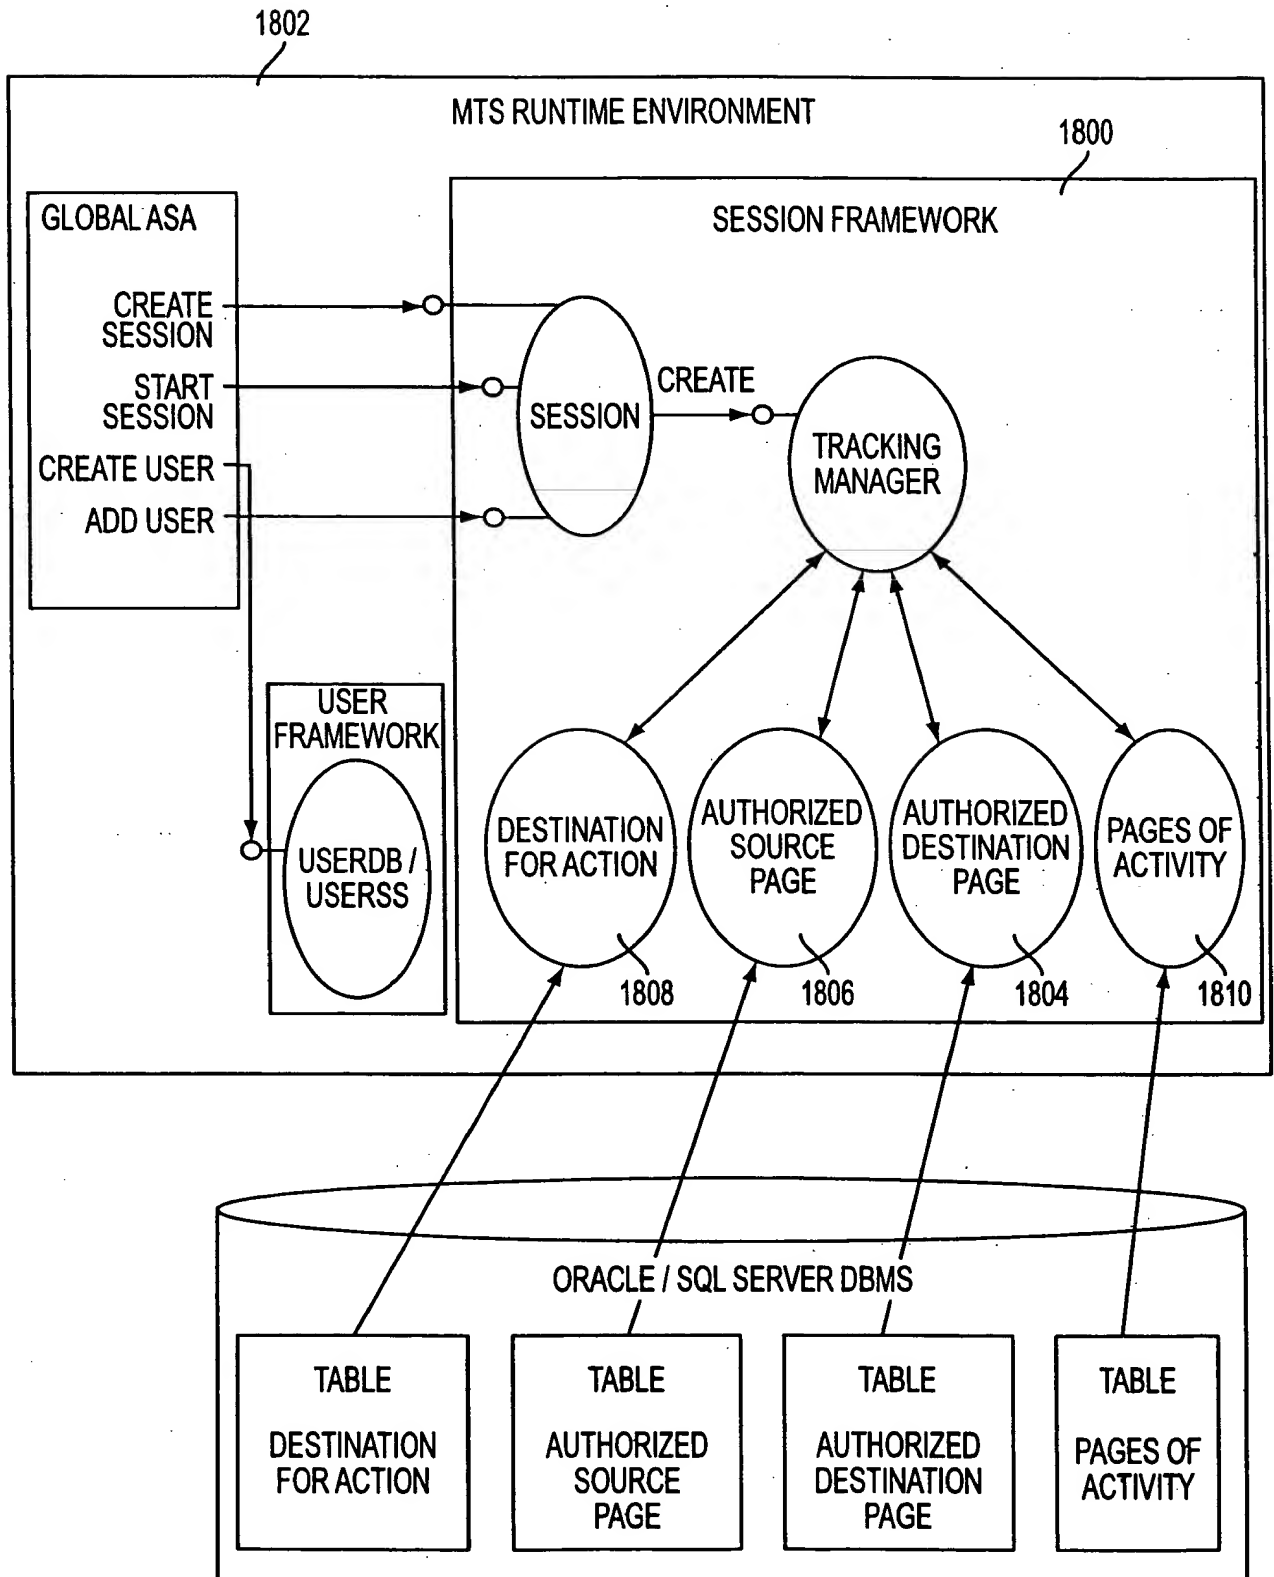 1802
MTS RUNTIME ENVIRONMENT
1800
GLOBAL ASA
SESSION FRAMEWORK
CREATE
SESSION
START
SESSION
CREATE USER
ADD USER
SESSION
CREATE
TRACKING
MANAGER
USER
FRAMEWORK
USERDB /
USERSS
DESTINATION
FOR ACTION
AUTHORIZED
SOURCE
PAGE
AUTHORIZED
DESTINATION
PAGE
PAGES OF
ACTIVITY
1808
1806
1804
1810
ORACLE / SQL SERVER DBMS
TABLE
DESTINATION
FOR ACTION
TABLE
AUTHORIZED
SOURCE
PAGE
TABLE
AUTHORIZED
DESTINATION
PAGE
TABLE
PAGES OF
ACTIVITY